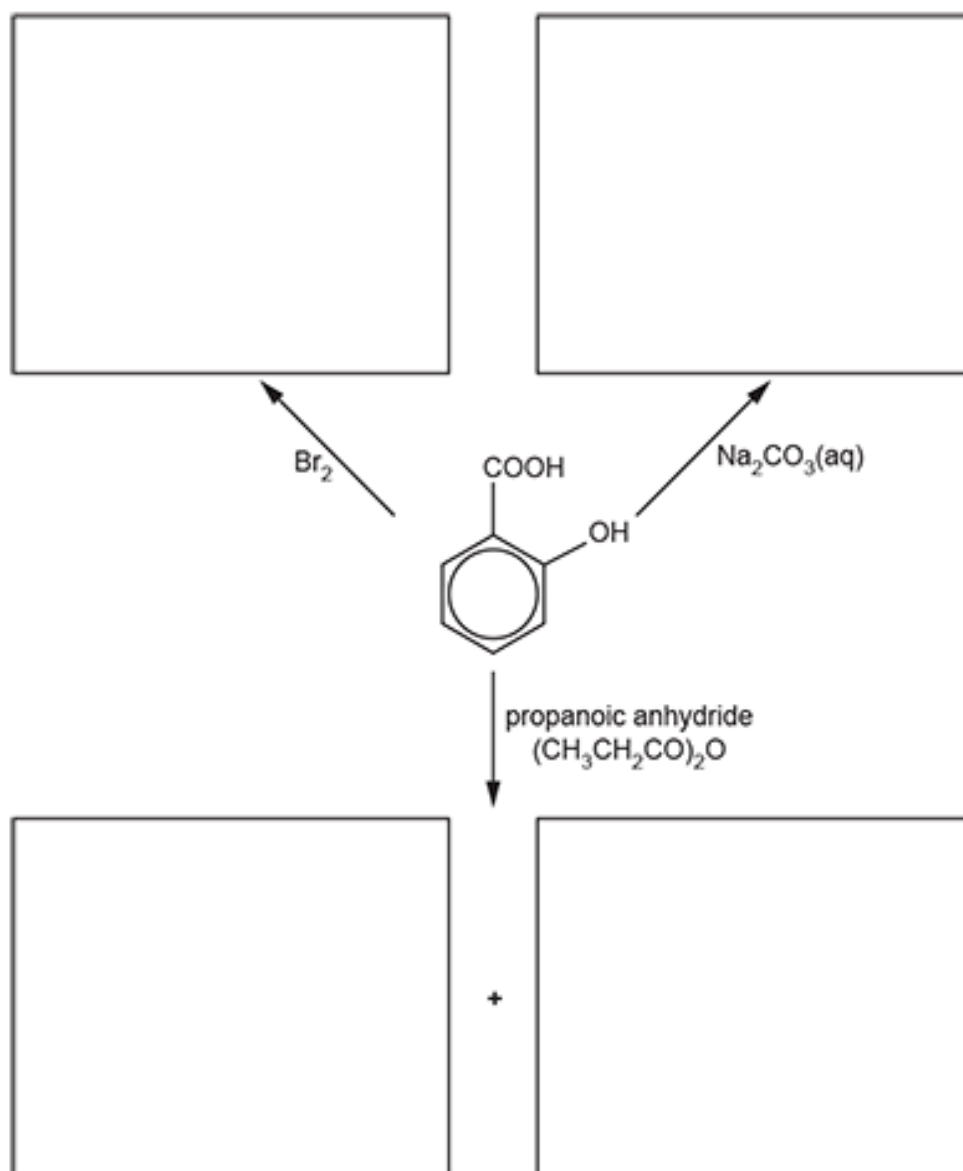 Br₂
Na₂CO₃(aq)
COOH
OH
propanoic anhydride
(CH₃CH₂CO)₂O
+